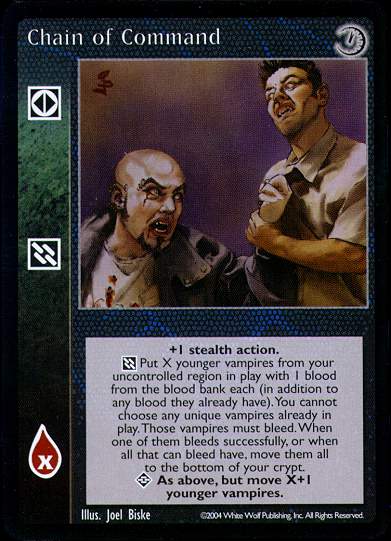 Chain of Command
+1 stealth action.
Put X younger vampires from your
uncontrolled region in play with 1 blood
from the blood bank each (in addition to
any blood they already have). You cannot
choose any unique vampires already in
play. Those vampires must bleed. When
one of them bleeds successfully, or when
all that can bleed have, move them all
to the bottom of your crypt.
As above, but move X+1
younger vampires.
X
Illus. Joel Biske
©2004 White Wolf Publishing, Inc. All Rights Reserved.